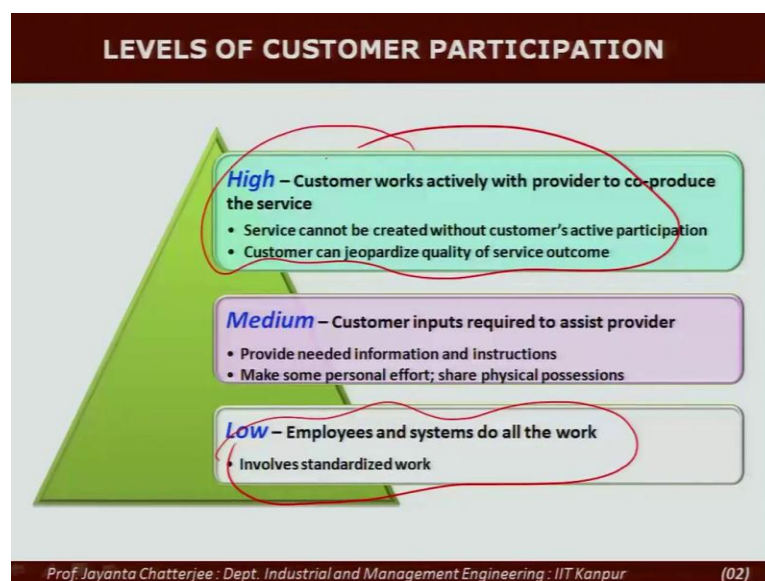 LEVELS OF CUSTOMER PARTICIPATION
High – Customer works actively with provider to co-produce
the service
• Service cannot be created without customer's active participation
• Customer can jeopardize quality of service outcome
Medium – Customer inputs required to assist provider
• Provide needed information and instructions
• Make some personal effort; share physical possessions
Low – Employees and systems do all the work
• Involves standardized work
Prof. Jayanta Chatterjee : Dept. Industrial and Management Engineering : IIT Kanpur (02)